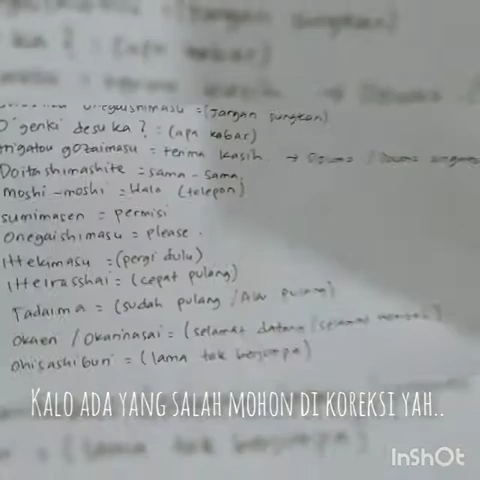 onegaishimasu = (Jangan sungkan)
O'genki desuka? = (apa kabar)
arigatou gozaimasu = terima kasih →
Doitashimashite = sama - sama
moshi - moshi = Halo (telepon)
sumimasen = permisi
Onegaishimasu = please.
Ittekimasu = (pergi dulu)
Itterasshai = (cepat pulang)
Tadaima = (sudah pulang / Aku pulang)
Okaeri / Okarinasai = (selamat datang /
Ohisashiburi = (lama tak berjumpa)
KALO ADA YANG SALAH MOHON DI KOREKSI YAH..
InShOt